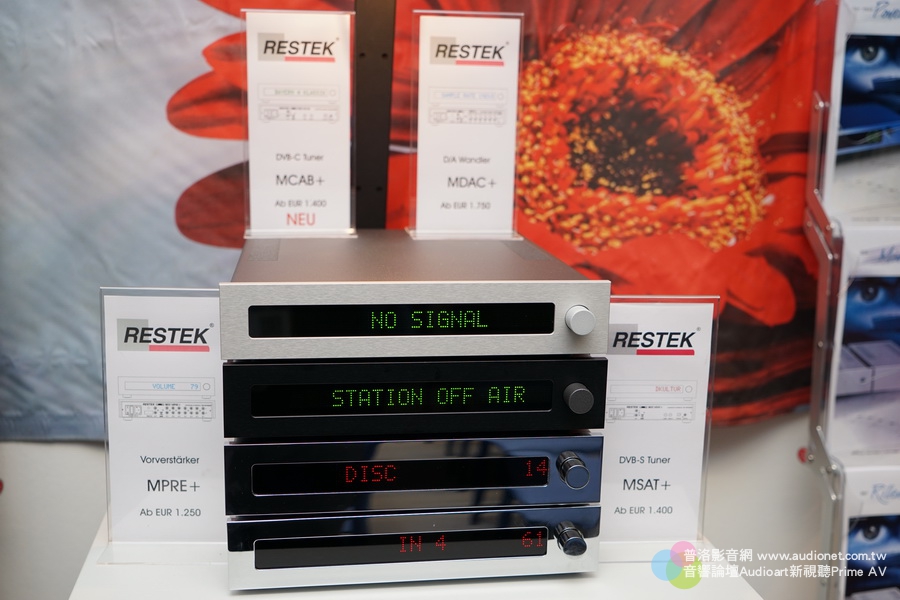 RESTEK®
DVB-C Tuner
MCAB+
Ab EUR 1.400
NEU
RESTEK®
D/A Wandler
MDAC+
Ab EUR 1.750
RESTEK®
VOLUME 79
Vorverstärker
MPRE+
Ab EUR 1.250
NO SIGNAL
STATION OFF AIR
DISC 14
IN 4 61
RESTEK®
DVB-S Tuner
MSAT+
Ab EUR 1.400
普洛影音網 www.audionet.com.tw
音響論壇Audioart新視聽Prime AV